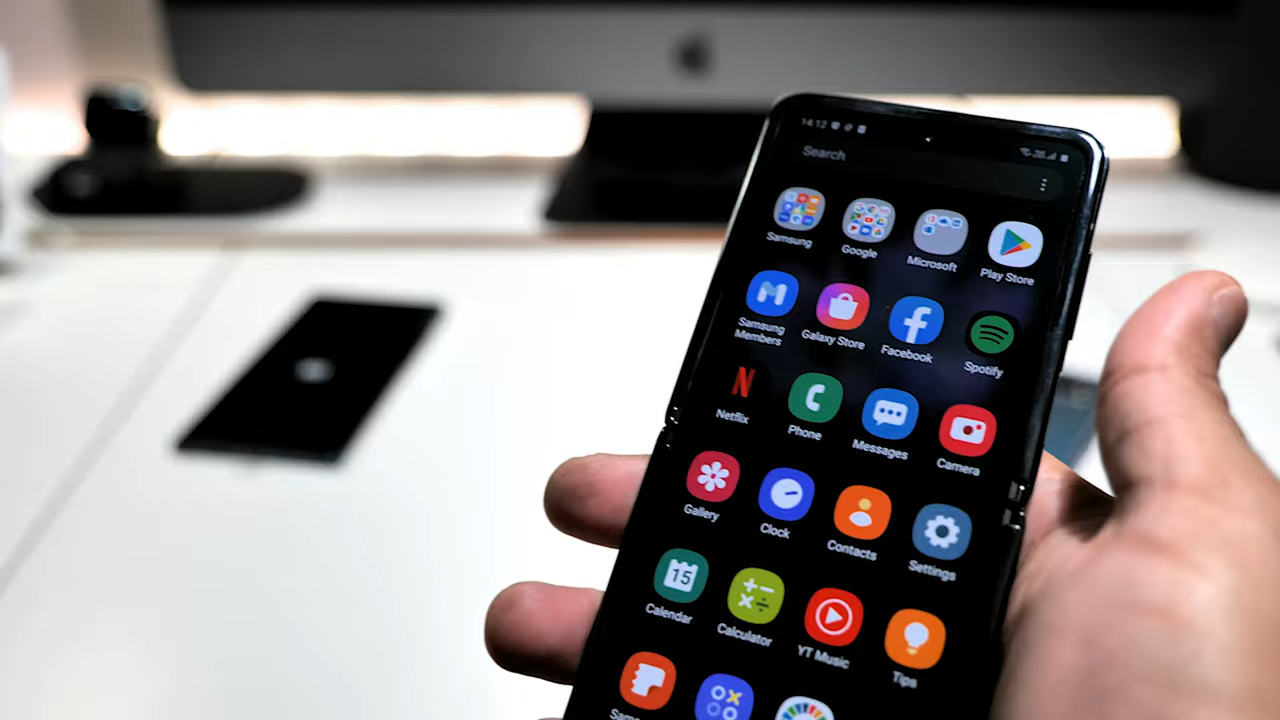 14:12
Search
Samsung
Google
Microsoft
Play Store
Samsung
Members
Galaxy Store
Facebook
Spotify
N
Netflix
Phone
Messages
Camera
Gallery
Clock
Contacts
Settings
15
Calendar
Calculator
YT Music
Tips